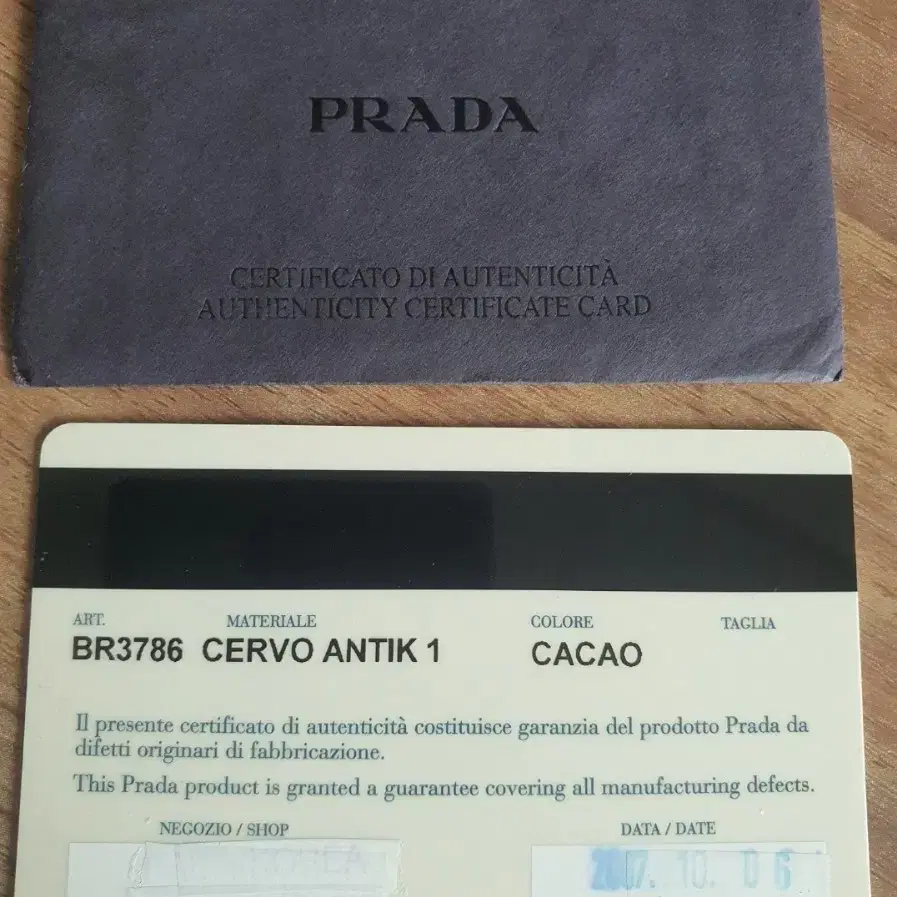 PRADA
CERTIFICATO DI AUTENTICITÀ
AUTHENTICITY CERTIFICATE CARD
ART. MATERIALE COLORE TAGLIA
BR3786 CERVO ANTIK 1 CACAO
Il presente certificato di autenticità costituisce garanzia del prodotto Prada da
difetti originari di fabbricazione.
This Prada product is granted a guarantee covering all manufacturing defects.
NEGOZIO / SHOP DATA / DATE
2007. 10. 06